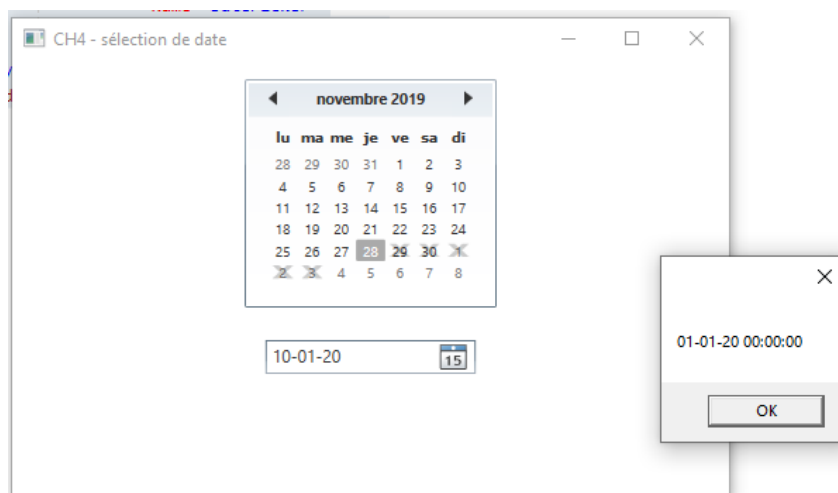 CH4 - sélection de date
novembre 2019
lu ma me je ve sa di
28 29 30 31 1 2 3
4 5 6 7 8 9 10
11 12 13 14 15 16 17
18 19 20 21 22 23 24
25 26 27 28 29 30 1
2 3 4 5 6 7 8
10-01-20 15
01-01-20 00:00:00
OK